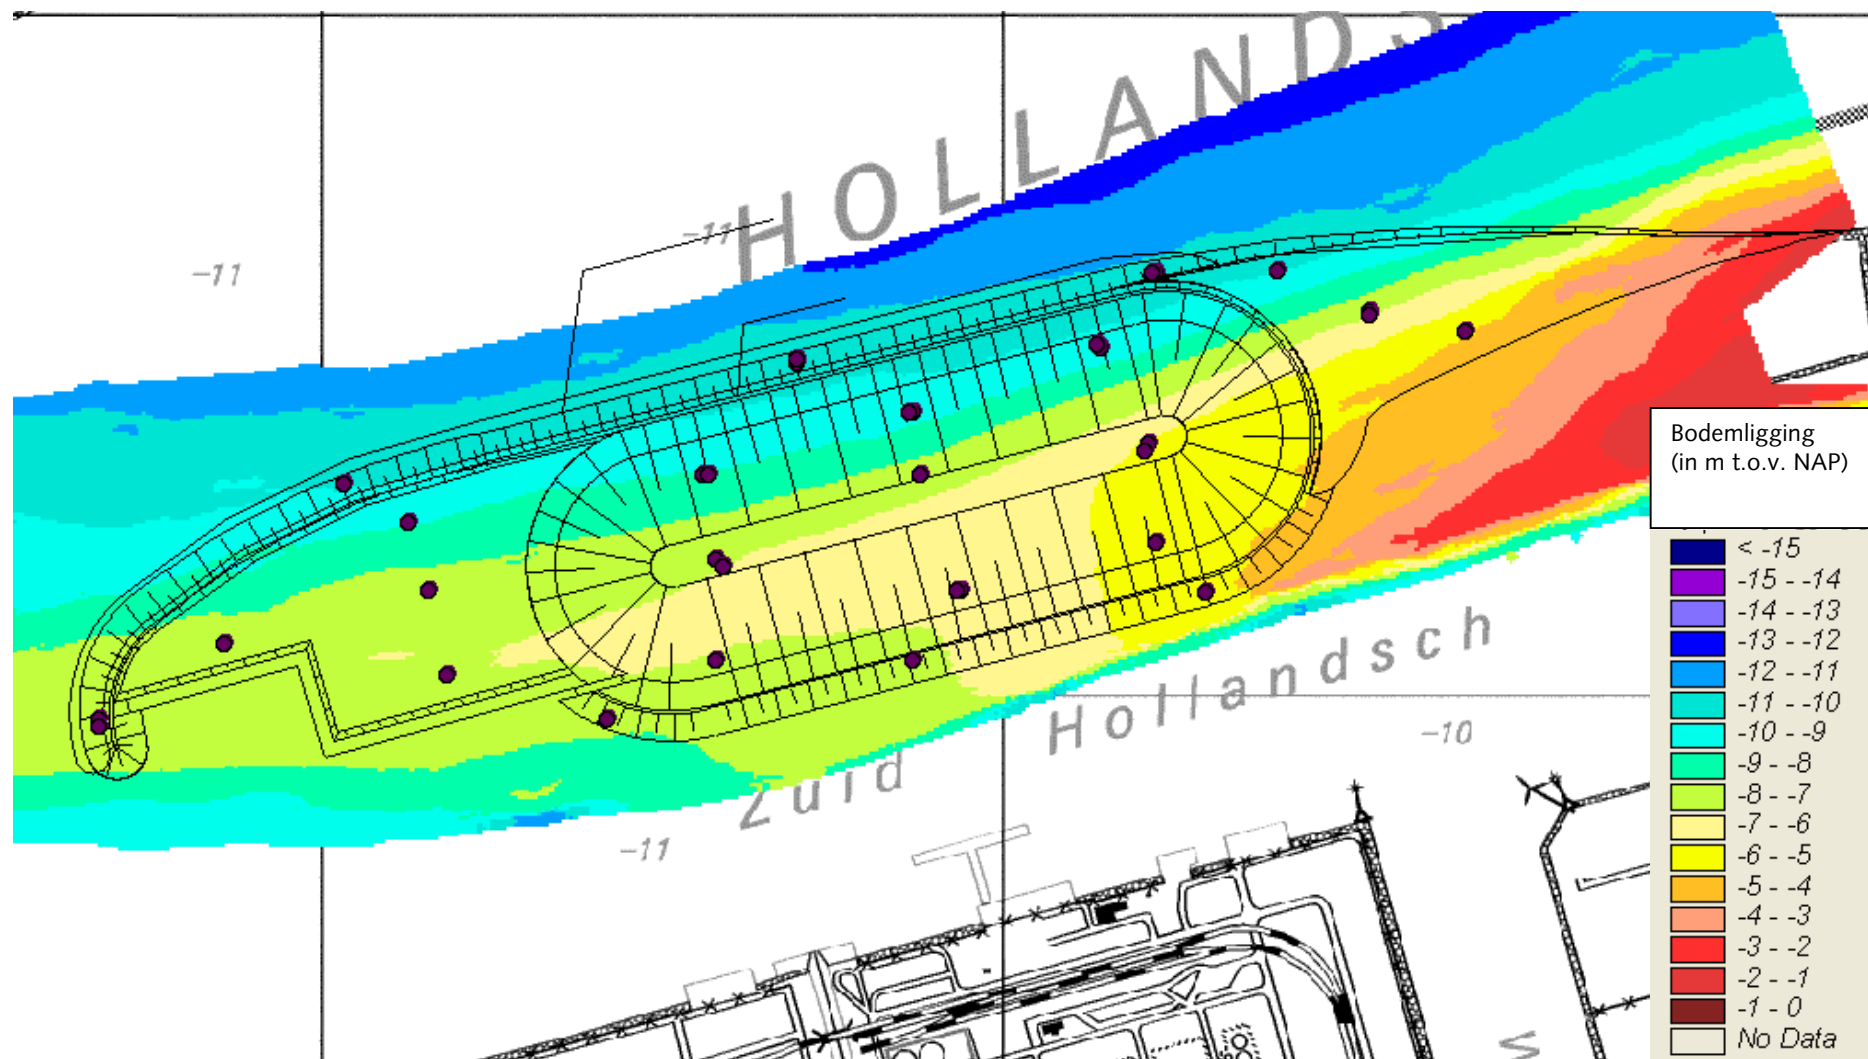 HOLLANDS
-11
-11
Zuid Hollandsch
-10
-11
Bodemligging
(in m t.o.v. NAP)
< -15
-15 - -14
-14 - -13
-13 - -12
-12 - -11
-11 - -10
-10 - -9
-9 - -8
-8 - -7
-7 - -6
-6 - -5
-5 - -4
-4 - -3
-3 - -2
-2 - -1
-1 - 0
No Data